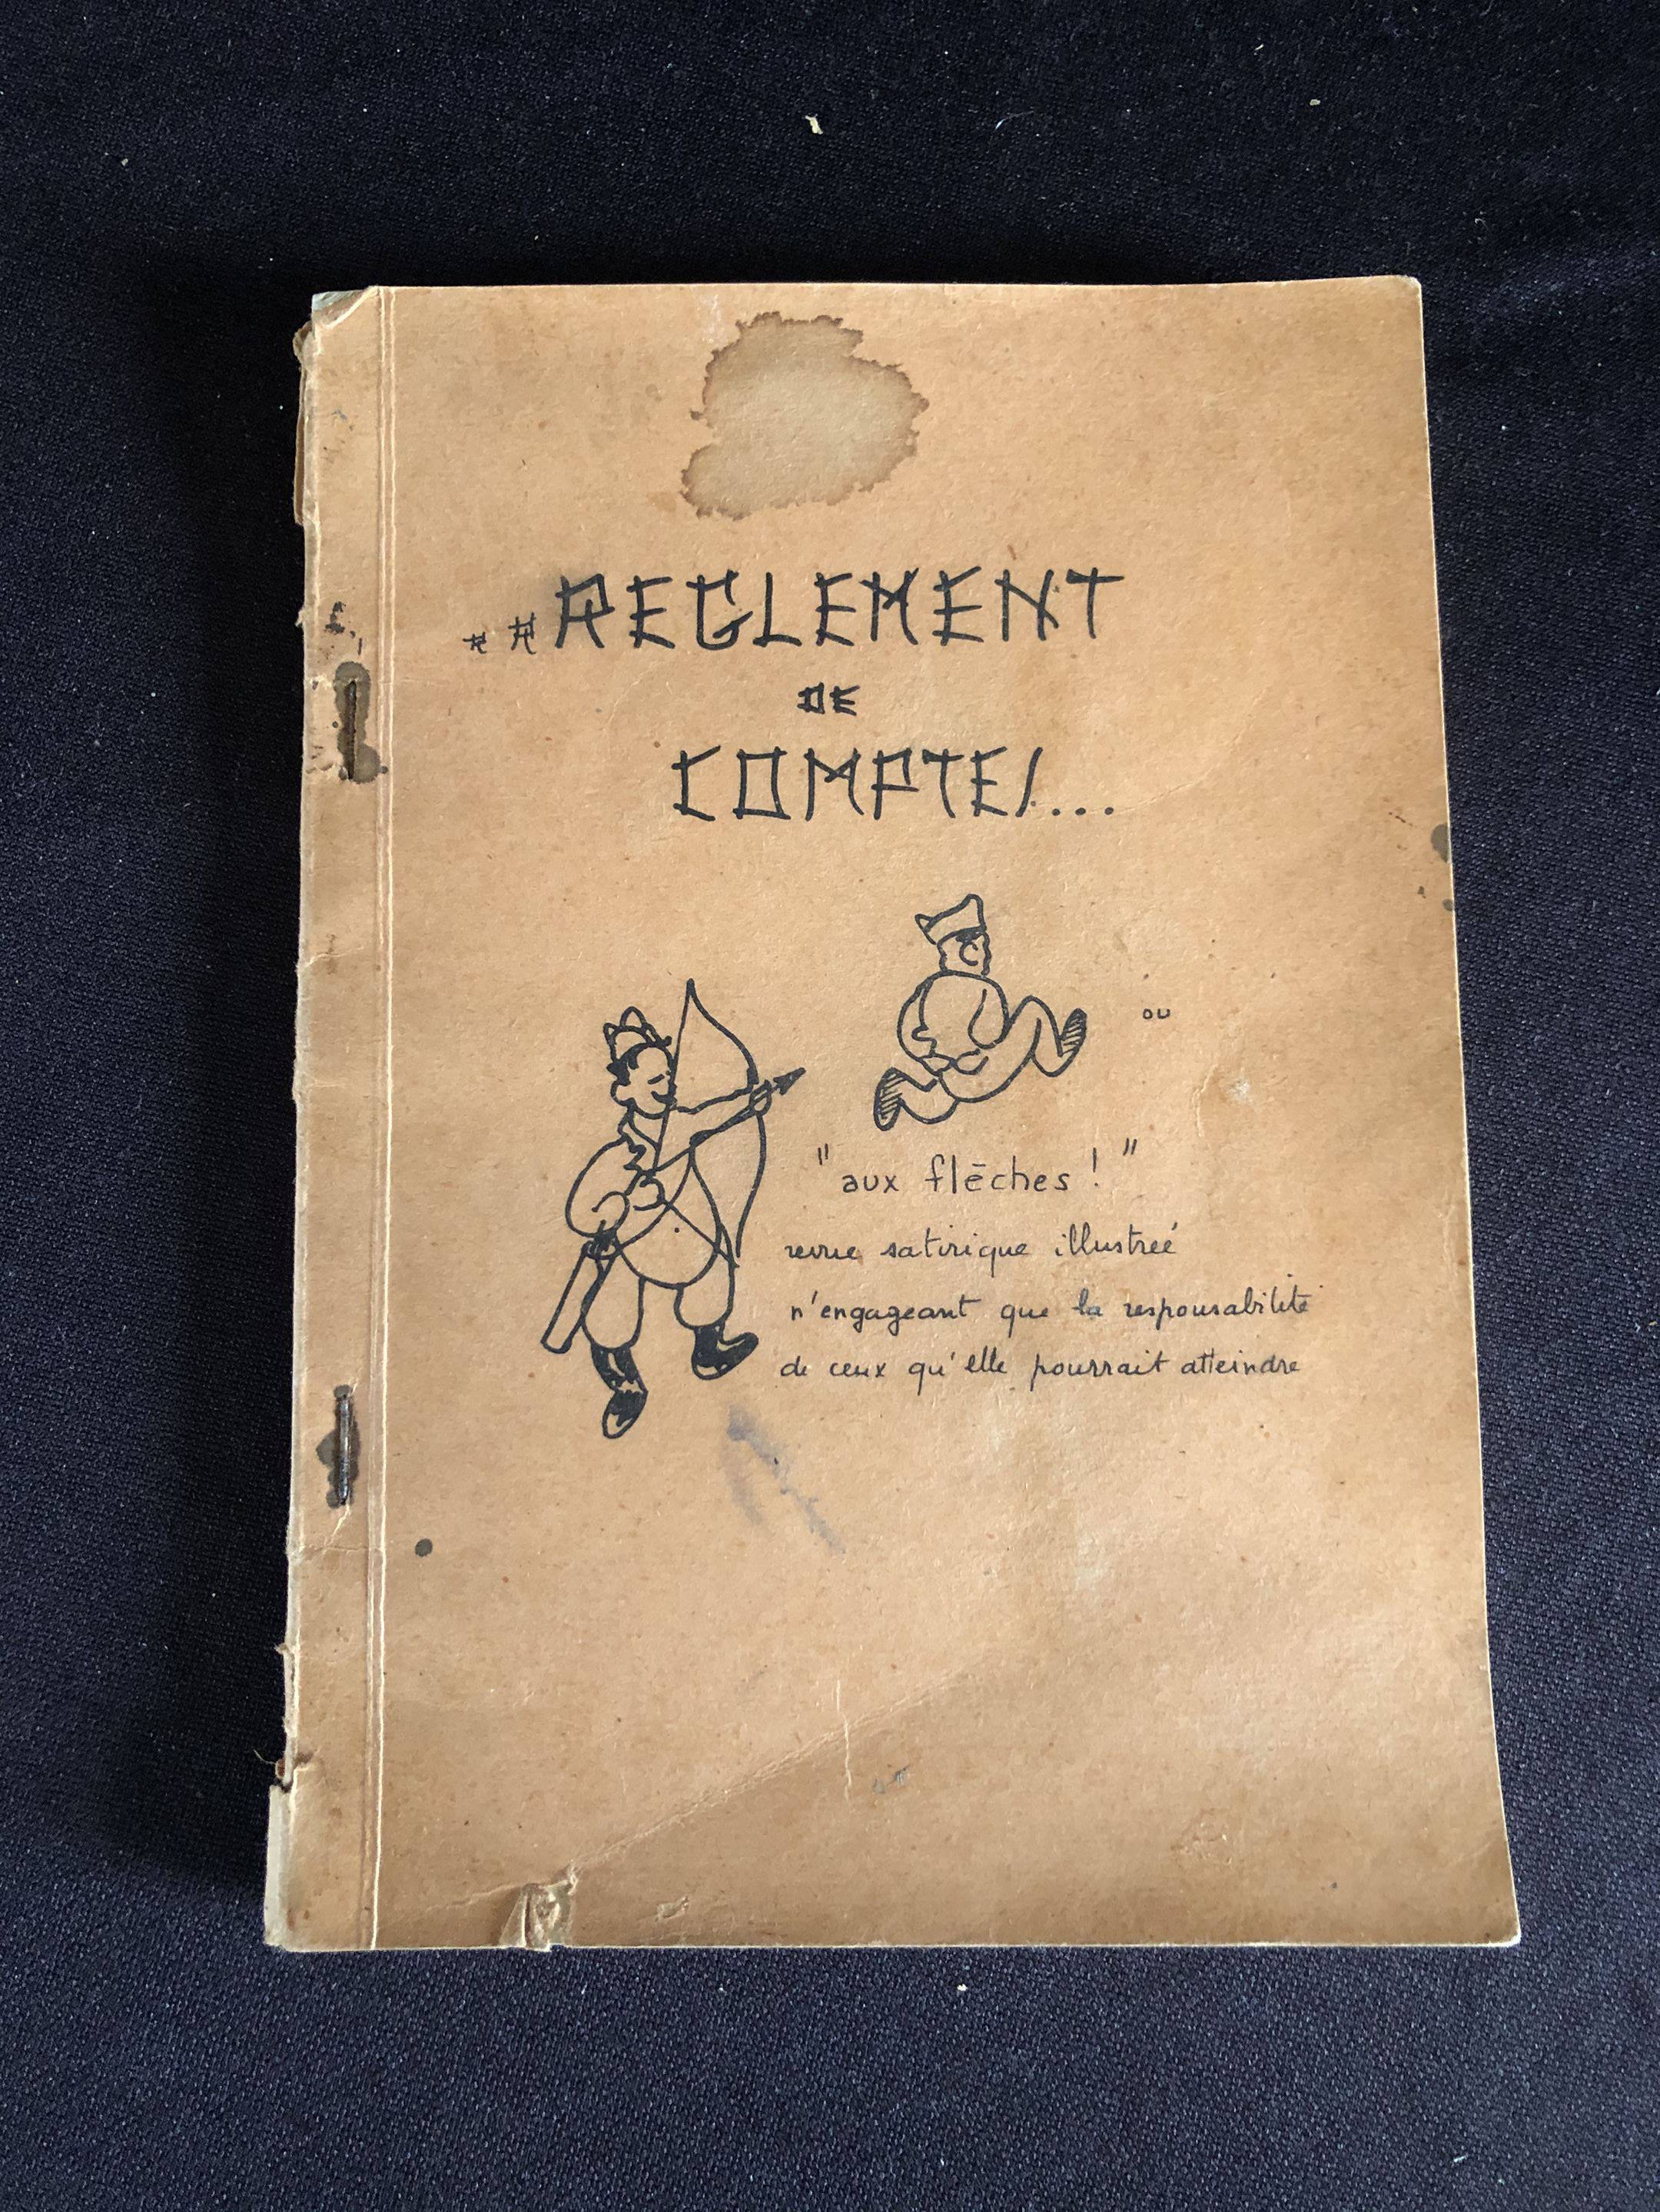 R R REGLEMENT
DE
COMPTES...
ou
"aux flèches!"
revue satirique illustreé
n'engageant que la responsabilité
de ceux qu'elle pourrait atteindre